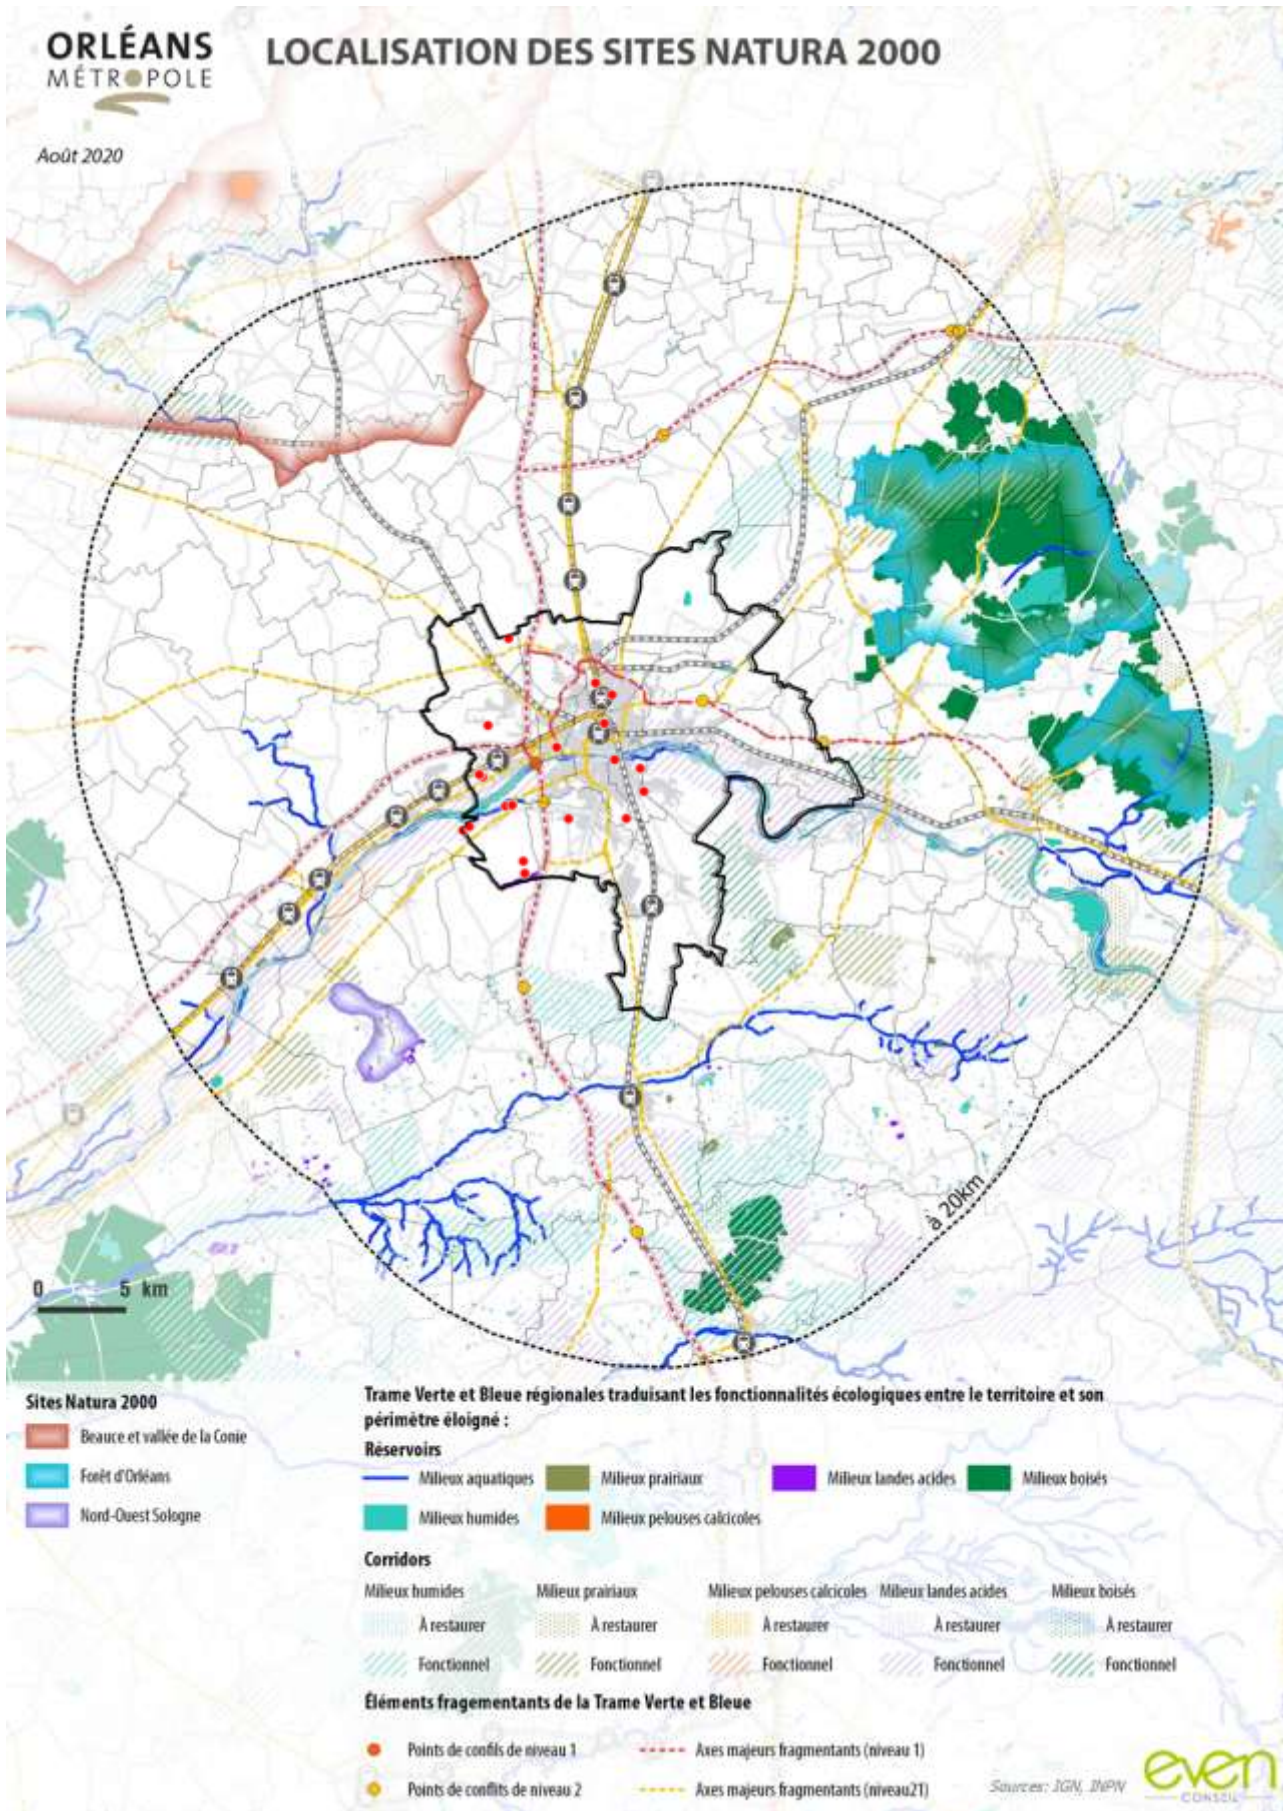 ORLÉANS
MÉTROPOLE
LOCALISATION DES SITES NATURA 2000
Août 2020
à 20km
0 5 km
Sites Natura 2000
Beauce et vallée de la Conie
Forêt d'Orléans
Nord-Ouest Sologne
Trame Verte et Bleue régionales traduisant les fonctionnalités écologiques entre le territoire et son
périmètre éloigné :
Réservoirs
Milieux aquatiques
Milieux prairiaux
Milieux landes acides
Milieux boisés
Milieux humides
Milieux pelouses calcicoles
Corridors
Milieux humides
Milieux prairiaux
Milieux pelouses calcicoles
Milieux landes acides
Milieux boisés
À restaurer
À restaurer
À restaurer
À restaurer
À restaurer
Fonctionnel
Fonctionnel
Fonctionnel
Fonctionnel
Fonctionnel
Éléments fragementants de la Trame Verte et Bleue
Points de confils de niveau 1
Axes majeurs fragmentants (niveau 1)
Points de conflits de niveau 2
Axes majeurs fragmentants (niveau21)
Sources: IGN, INPN
even
CONSEIL